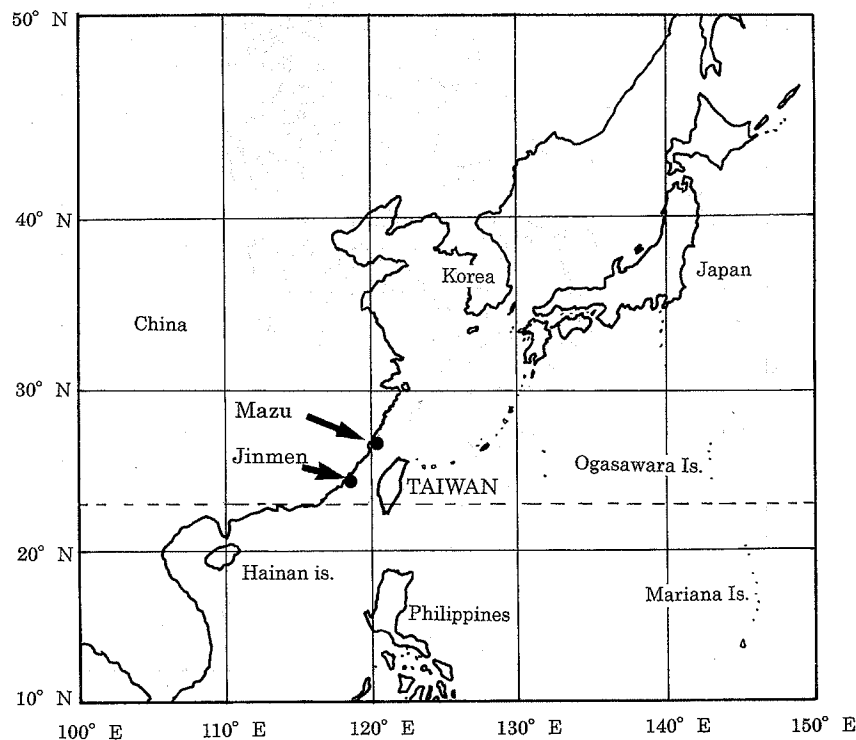 50° N
40° N
Korea
Japan
China
30° N
Mazu
Jinmen
Ogasawara Is.
TAIWAN
20° N
Hainan is.
Mariana Is.
Philippines
10° N
100° E
110° E
120° E
130° E
140° E
150° E